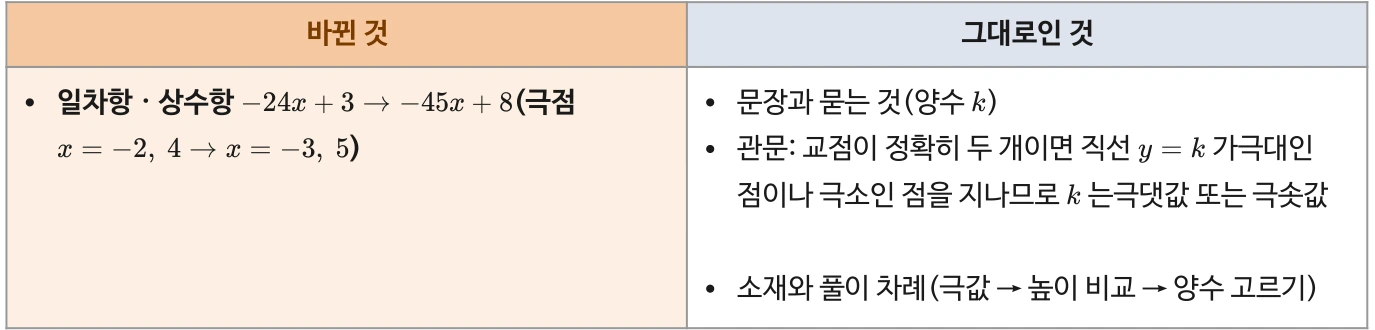 바뀐 것
그대로인 것
• 일차항 · 상수항 −24x + 3 → −45x + 8(극점
x = −2, 4 → x = −3, 5)
• 문장과 묻는 것(양수 k)
• 관문: 교점이 정확히 두 개이면 직선 y = k 가극대인
점이나 극소인 점을 지나므로 k 는극댓값 또는 극솟값
• 소재와 풀이 차례(극값 → 높이 비교 → 양수 고르기)